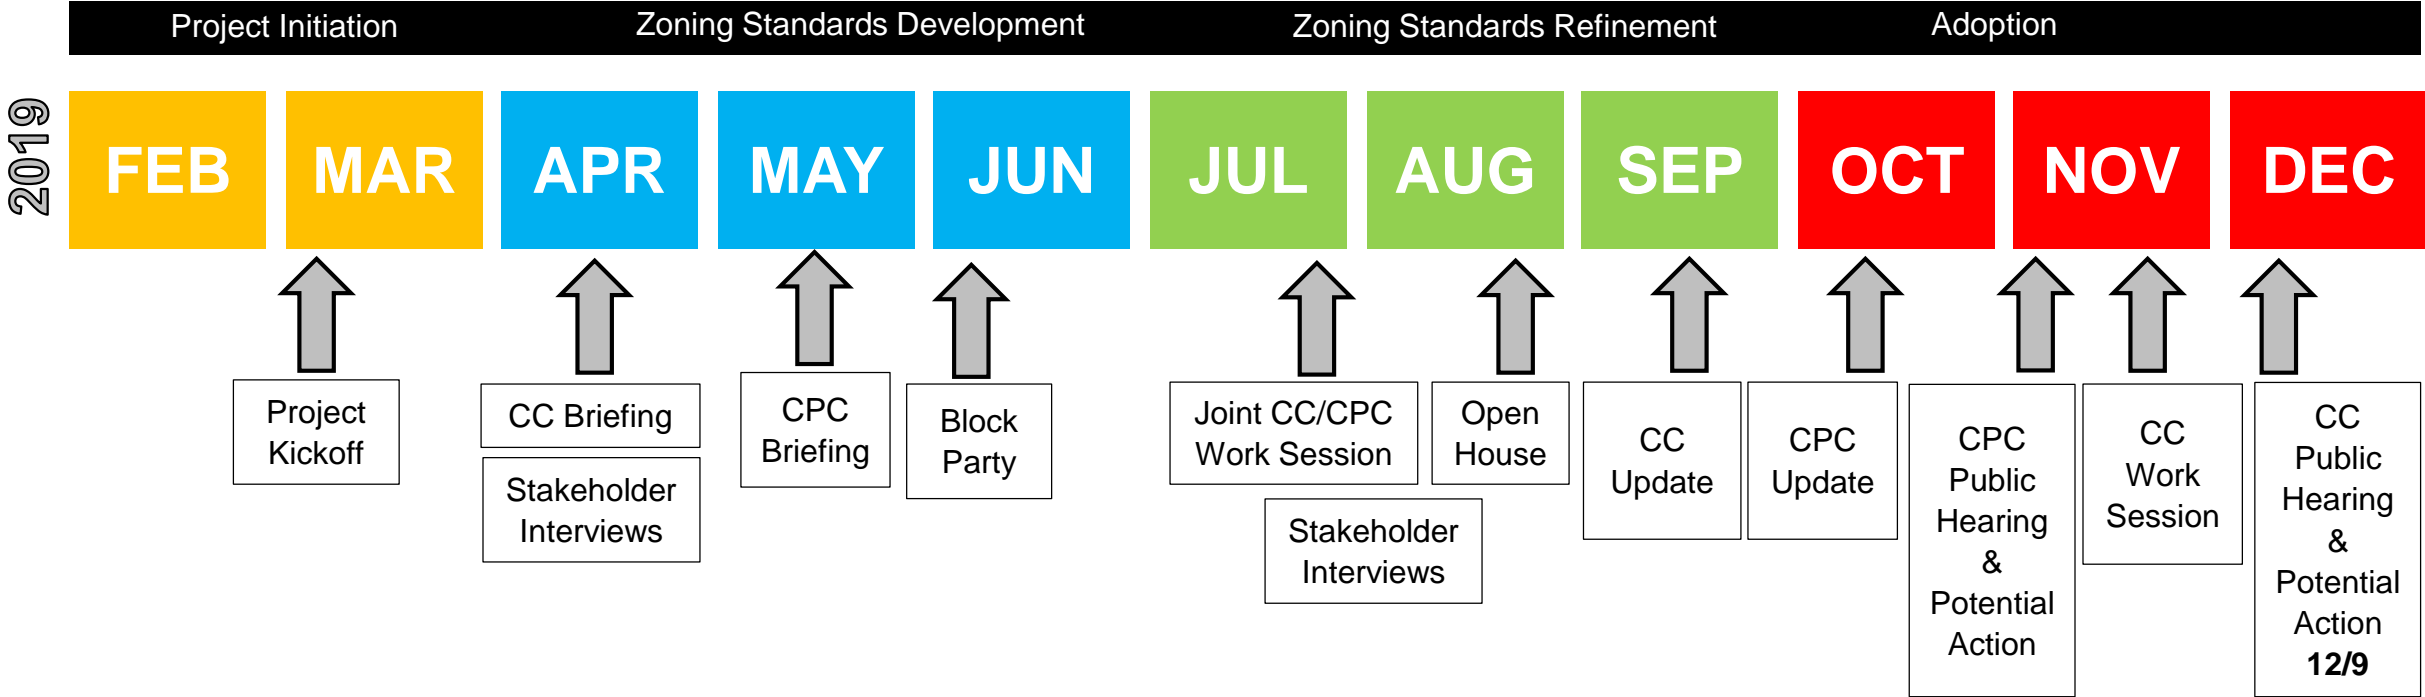 Project Initiation
Zoning Standards Development
Zoning Standards Refinement
Adoption
2019
FEB
MAR
APR
MAY
JUN
JUL
AUG
SEP
OCT
NOV
DEC
Project
Kickoff
CC Briefing
Stakeholder
Interviews
CPC
Briefing
Block
Party
Joint CC/CPC
Work Session
Stakeholder
Interviews
Open
House
CC
Update
CPC
Update
CPC
Public
Hearing
&
Potential
Action
CC
Work
Session
CC
Public
Hearing
&
Potential
Action
12/9